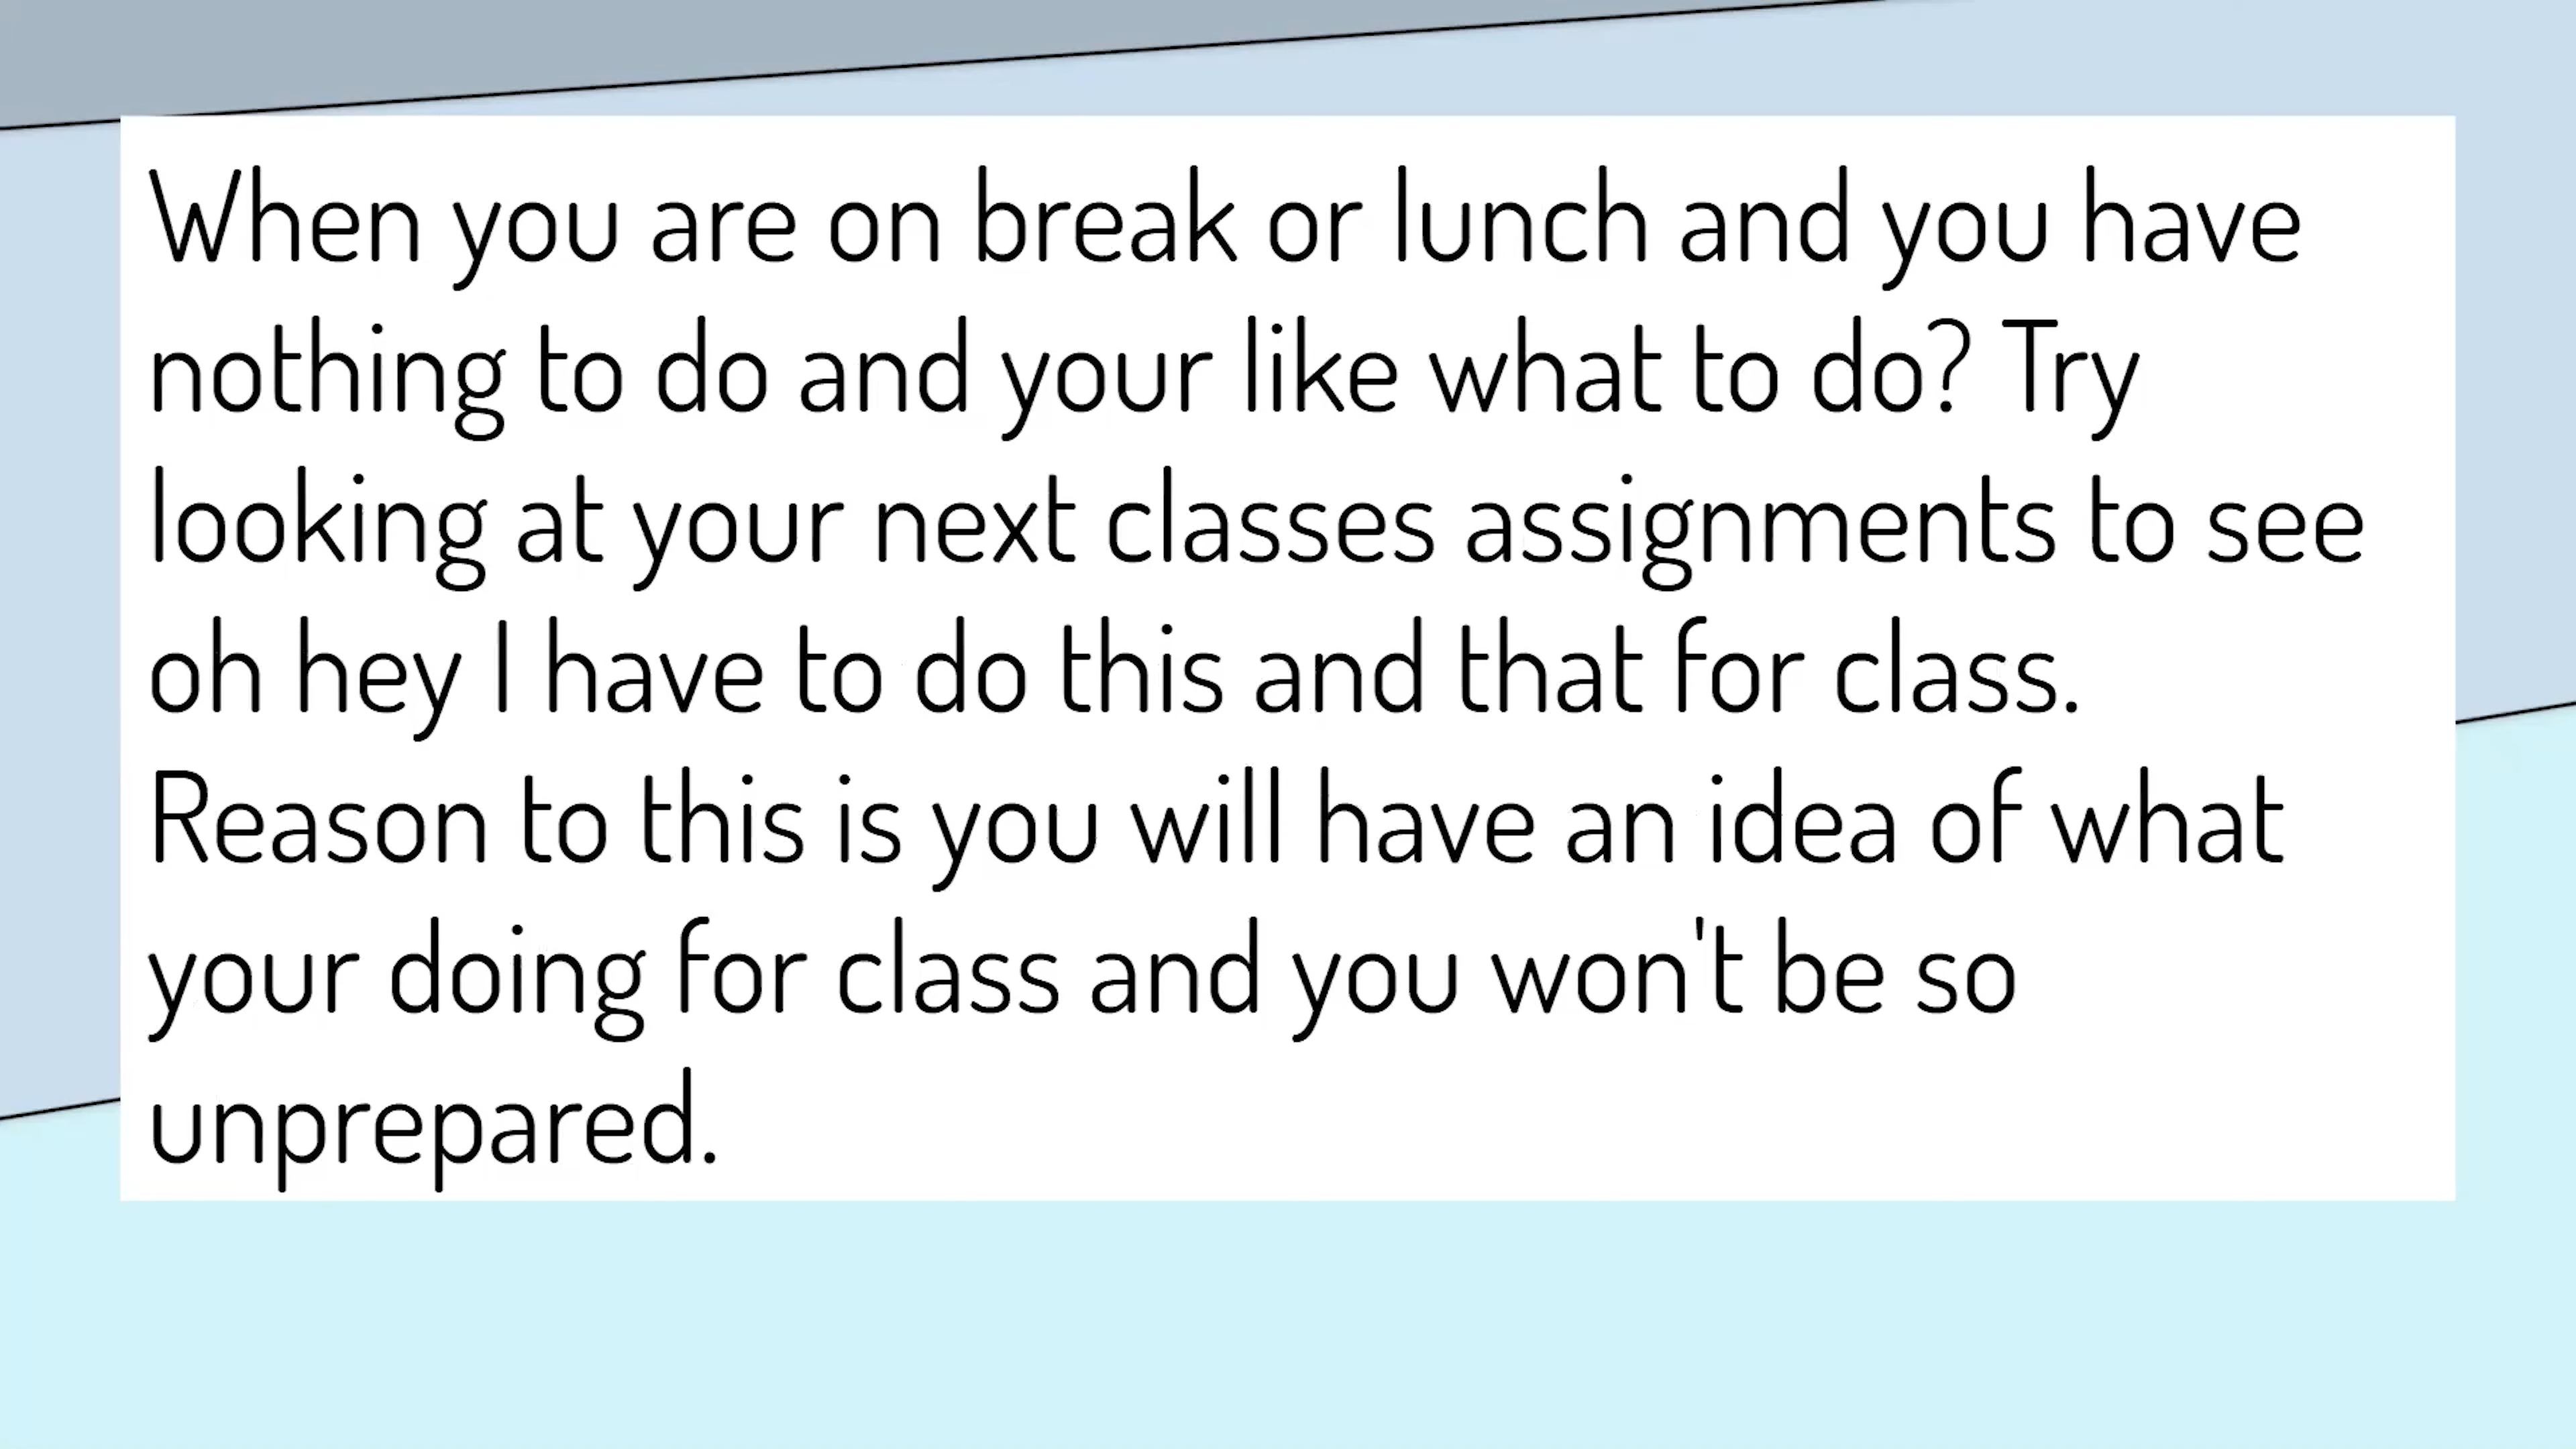 When you are on break or lunch and you have
nothing to do and your like what to do? Try
looking at your next classes assignments to see
oh hey I have to do this and that for class.
Reason to this is you will have an idea of what
your doing for class and you won't be so
unprepared.